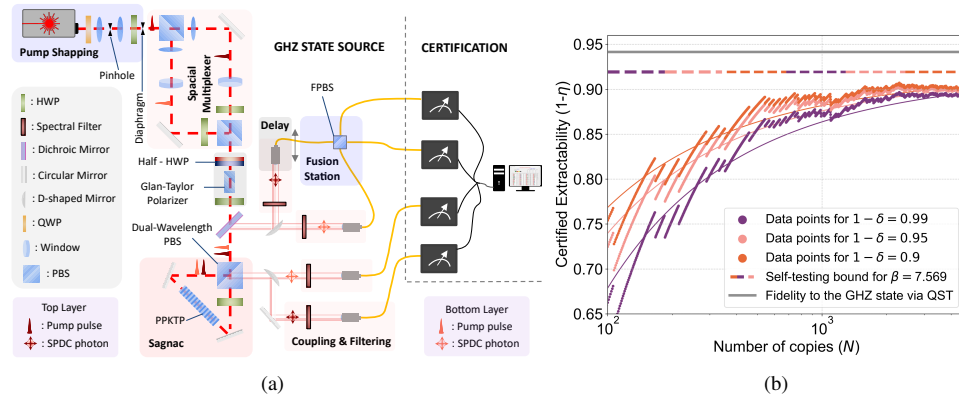 Pump Shapping
Pinhole
Diaphragm
Spacial
Multiplexer
GHZ STATE SOURCE
CERTIFICATION
FPBS
Delay
Fusion
Station
: HWP
: Spectral Filter
: Dichroic Mirror
: Circular Mirror
: D-shaped Mirror
: QWP
: Window
: PBS
Half - HWP
Glan-Taylor
Polarizer
Dual-Wavelength
PBS
PPKTP
Sagnac
Coupling & Filtering
Top Layer
: Pump pulse
: SPDC photon
Bottom Layer
: Pump pulse
: SPDC photon
(a)
Certified Extractability (1-η)
0.95
0.90
0.85
0.80
0.75
0.70
0.65
10²
10³
Number of copies (N)
Data points for 1 − δ = 0.99
Data points for 1 − δ = 0.95
Data points for 1 − δ = 0.9
Self-testing bound for β = 7.569
Fidelity to the GHZ state via QST
(b)